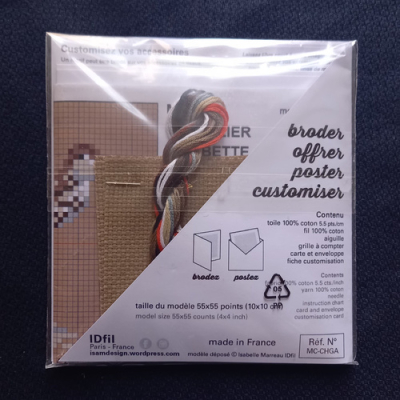 Customisez vos accessoires
BETTE
broder
offrer
poster
customiser
Contenu
toile 100% coton 5.5 pts/cm
fil 100% coton
aiguille
grille à compter
carte et enveloppe
fiche customisation
brodez
postez
Contents
100% cotton 5.5 cts/inch
yarn 100% cotton
needle
instruction chart
card and envelope
customisation card
05
PP
taille du modèle 55x55 points (10x10 cm)
model size 55x55 counts (4x4 inch)
IDfil
Paris - France
isamdesign.wordpress.com
made in France
modèle déposé © Isabelle Marreau IDfil
Réf. N°
MC-CHGA